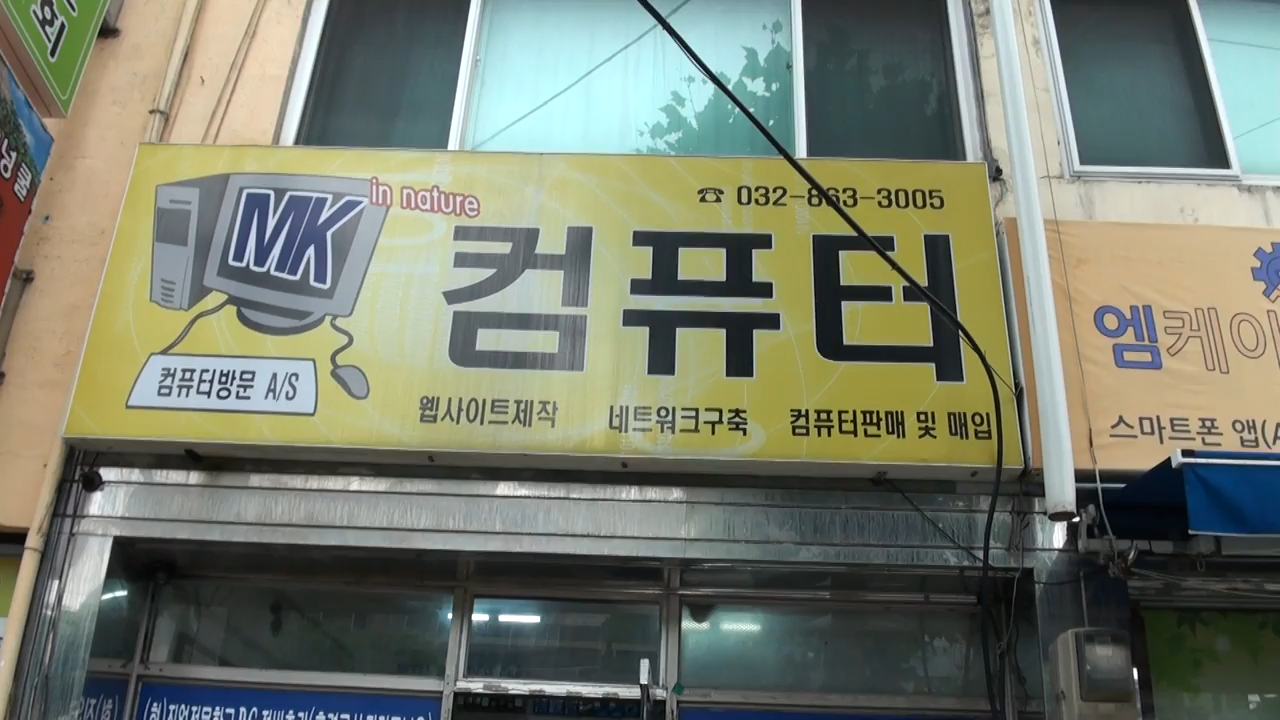 MK in nature
☎ 032-863-3005
컴퓨터
컴퓨터방문 A/S
웹사이트제작 네트워크구축 컴퓨터판매 및 매입
엠케이
스마트폰 앱(A